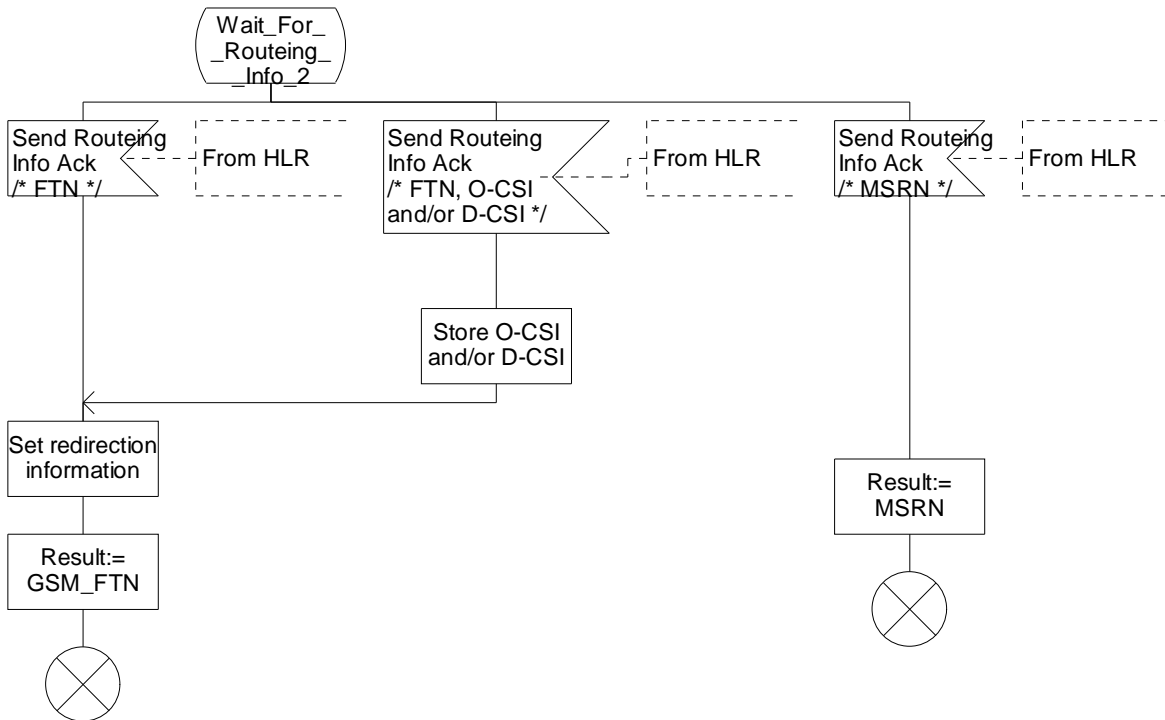 Wait_For_
_Routeing_
_Info_2
Send Routeing
Info Ack
/* FTN */
From HLR
Send Routeing
Info Ack
/* FTN, O-CSI
and/or D-CSI */
From HLR
Send Routeing
Info Ack
/* MSRN */
From HLR
Store O-CSI
and/or D-CSI
Set redirection
information
Result:=
MSRN
Result:=
GSM_FTN